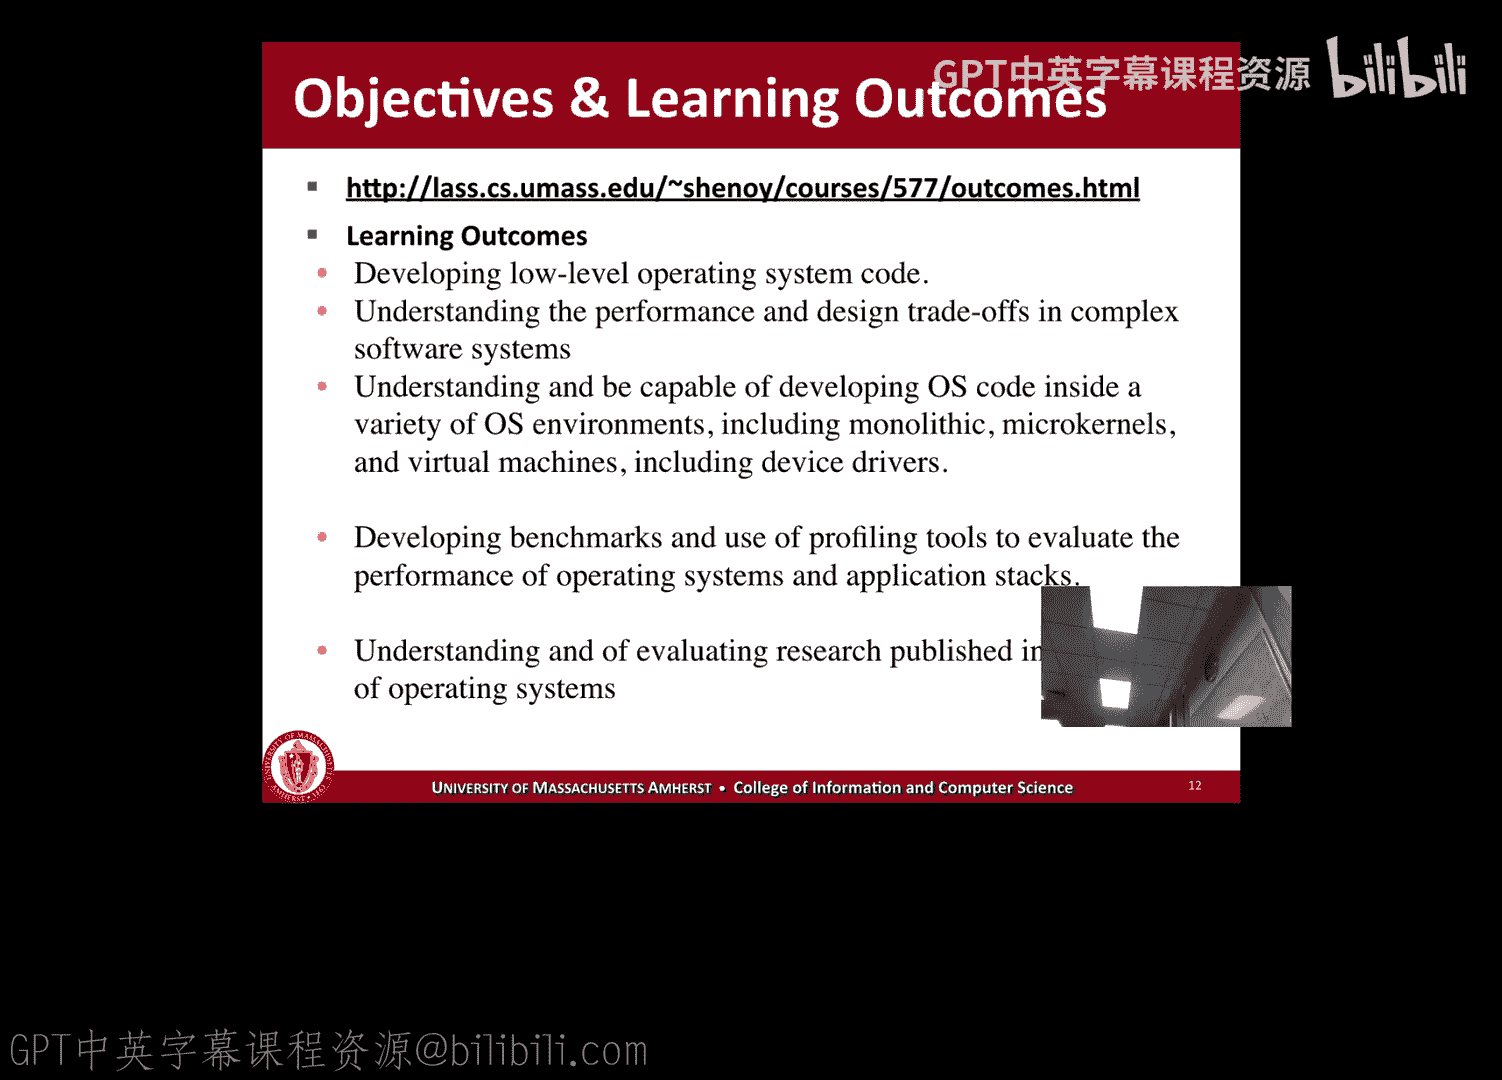 Objectives & Learning Outcomes
GPT中英字幕课程资源 bilibili
http://lass.cs.umass.edu/~shenoy/courses/577/outcomes.html
Learning Outcomes
Developing low-level operating system code.
Understanding the performance and design trade-offs in complex
software systems
Understanding and be capable of developing OS code inside a
variety of OS environments, including monolithic, microkernels,
and virtual machines, including device drivers.
Developing benchmarks and use of profiling tools to evaluate the
performance of operating systems and application stacks.
Understanding and of evaluating research published in
of operating systems
UNIVERSITY OF MASSACHUSETTS AMHERST • College of Information and Computer Science
12
GPT中英字幕课程资源@bilibili.com